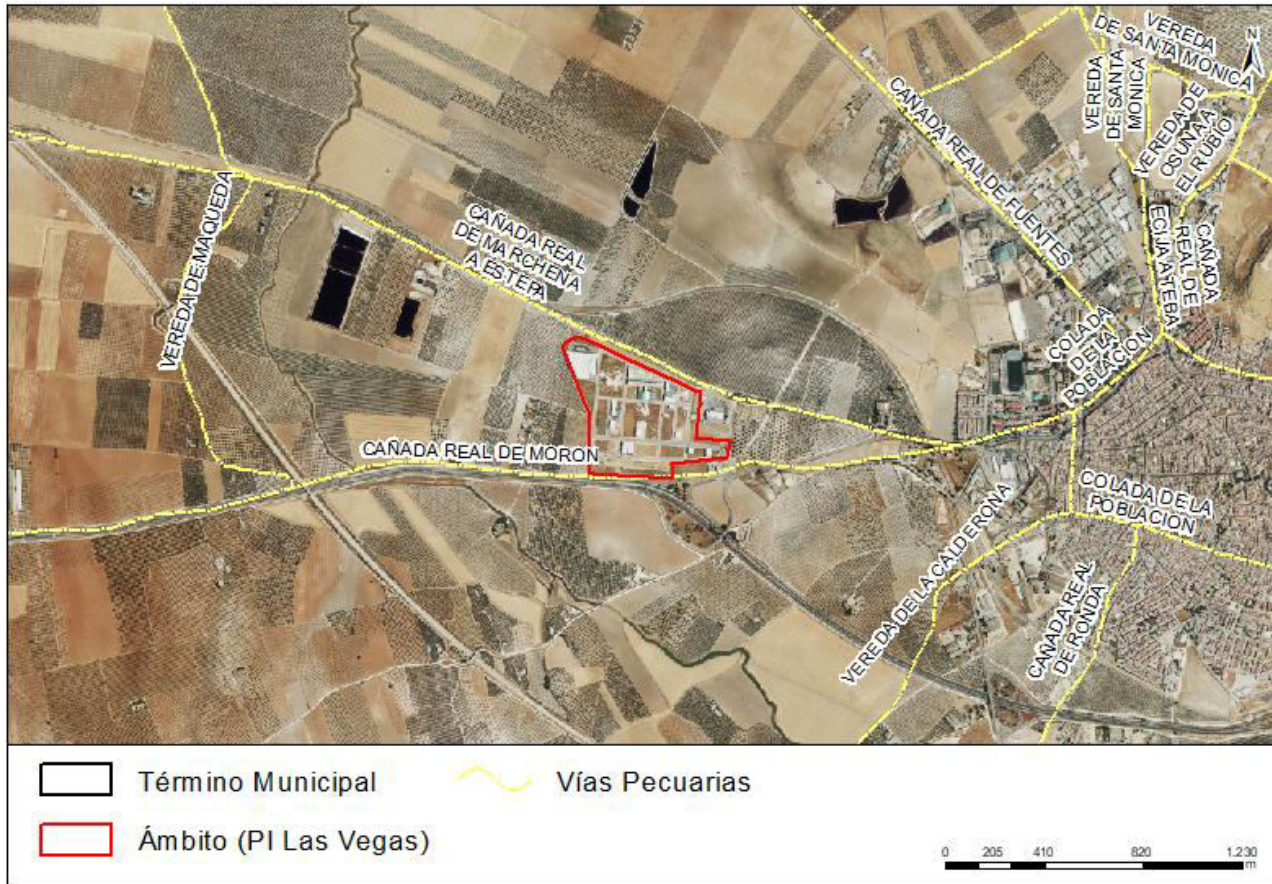 VEREDA
DE SANTA MONICA
N
VEREDA
DE SANTA
MONICA
VEREDA DE
OSUNA A
EL RUBIO
CAÑADA REAL DE FUENTES
CAÑADA
REAL DE
ECIJA A TEBA
VEREDA DE MAQUEDA
CAÑADA REAL
DE MARCHENA
A ESTEPA
COLADA
DE LA
POBLACION
CAÑADA REAL DE MORON
COLADA DE LA
POBLACION
VEREDA DE LA CALDERONA
CAÑADA REAL
DE RONDA
Término Municipal
Vías Pecuarias
Ámbito (PI Las Vegas)
0 205 410 820 1.230
m